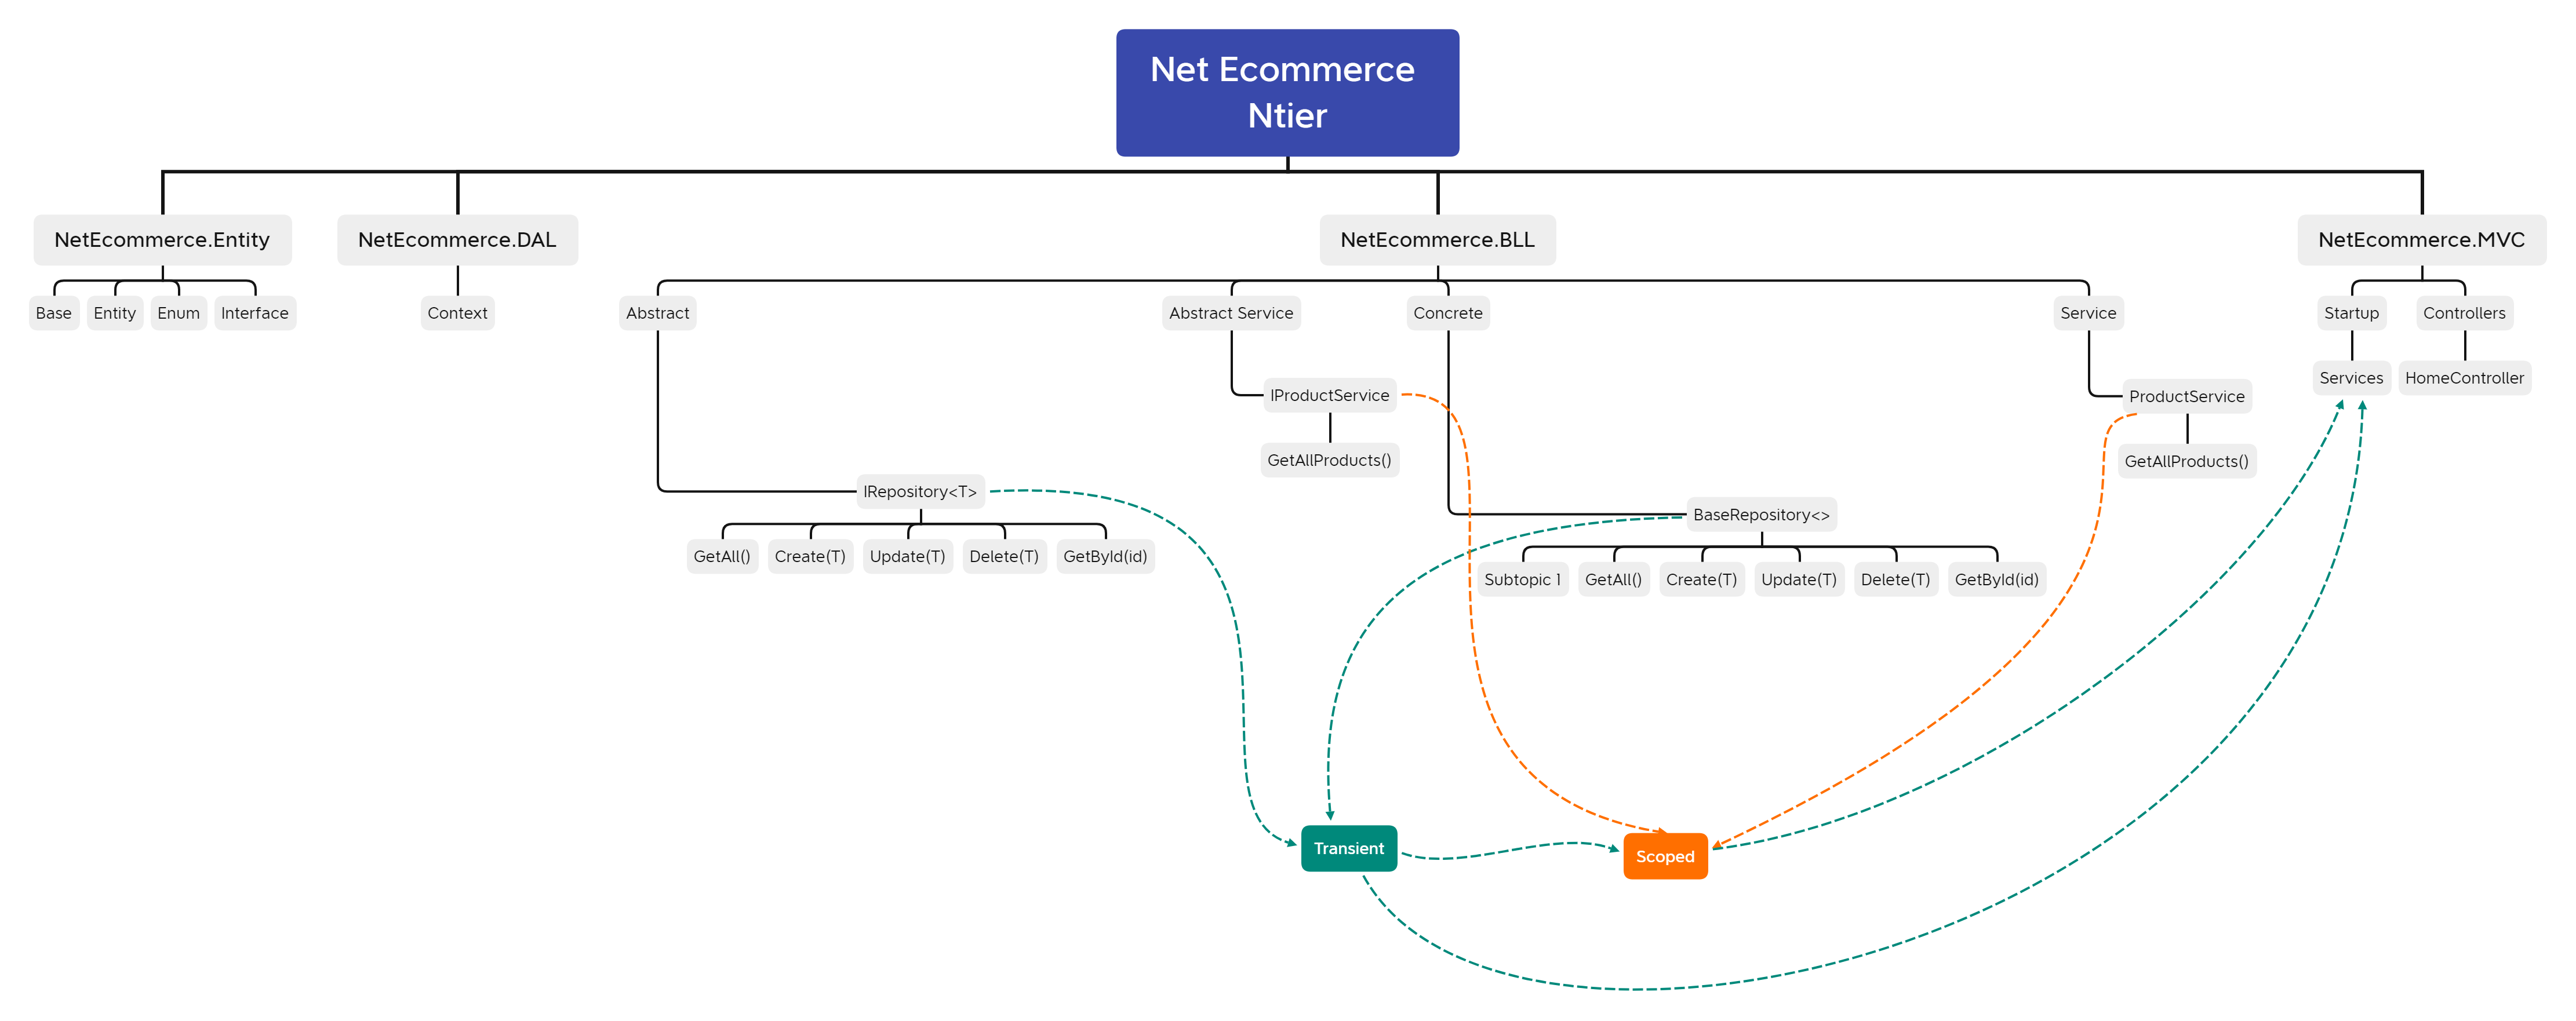 Net Ecommerce
Ntier
NetEcommerce.Entity
NetEcommerce.DAL
NetEcommerce.BLL
NetEcommerce.MVC
Base
Entity
Enum
Interface
Context
Abstract
Abstract Service
Concrete
Service
Startup
Controllers
Services
HomeController
IProductService
ProductService
GetAllProducts()
GetAllProducts()
IRepository<T>
BaseRepository<>
GetAll()
Create(T)
Update(T)
Delete(T)
GetById(id)
Subtopic 1
GetAll()
Create(T)
Update(T)
Delete(T)
GetById(id)
Transient
Scoped